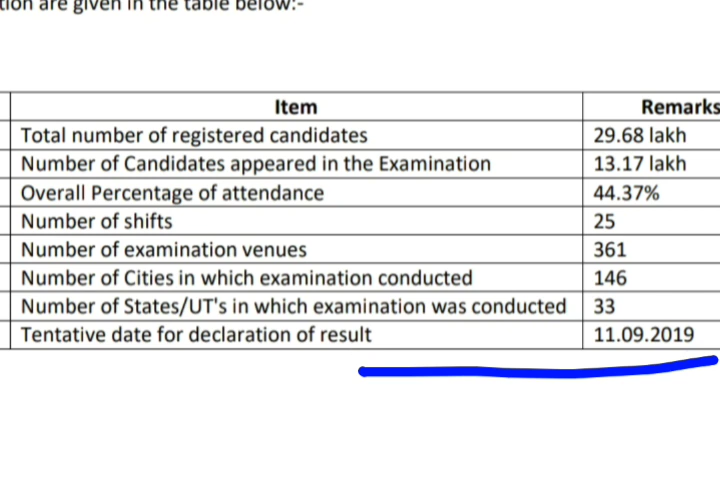 are given in the table below:-
Item Remarks
Total number of registered candidates 29.68 lakh
Number of Candidates appeared in the Examination 13.17 lakh
Overall Percentage of attendance 44.37%
Number of shifts 25
Number of examination venues 361
Number of Cities in which examination conducted 146
Number of States/UT's in which examination was conducted 33
Tentative date for declaration of result 11.09.2019